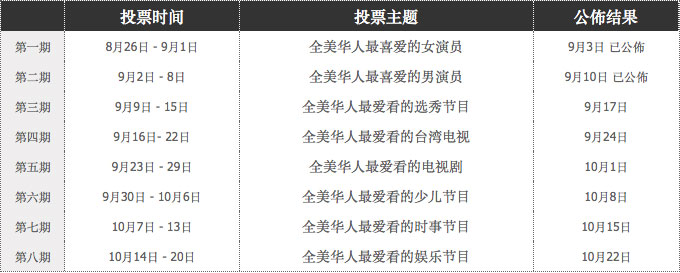 投票时间 投票主题 公佈结果
第一期 8月26日 - 9月1日 全美华人最喜爱的女演员 9月3日 已公佈
第二期 9月2日 - 8日 全美华人最喜爱的男演员 9月10日 已公佈
第三期 9月9日 - 15日 全美华人最爱看的选秀节目 9月17日
第四期 9月16日- 22日 全美华人最爱看的台湾电视 9月24日
第五期 9月23日 - 29日 全美华人最爱看的电视剧 10月1日
第六期 9月30日 - 10月6日 全美华人最爱看的少儿节目 10月8日
第七期 10月7日 - 13日 全美华人最爱看的时事节目 10月15日
第八期 10月14日 - 20日 全美华人最爱看的娱乐节目 10月22日